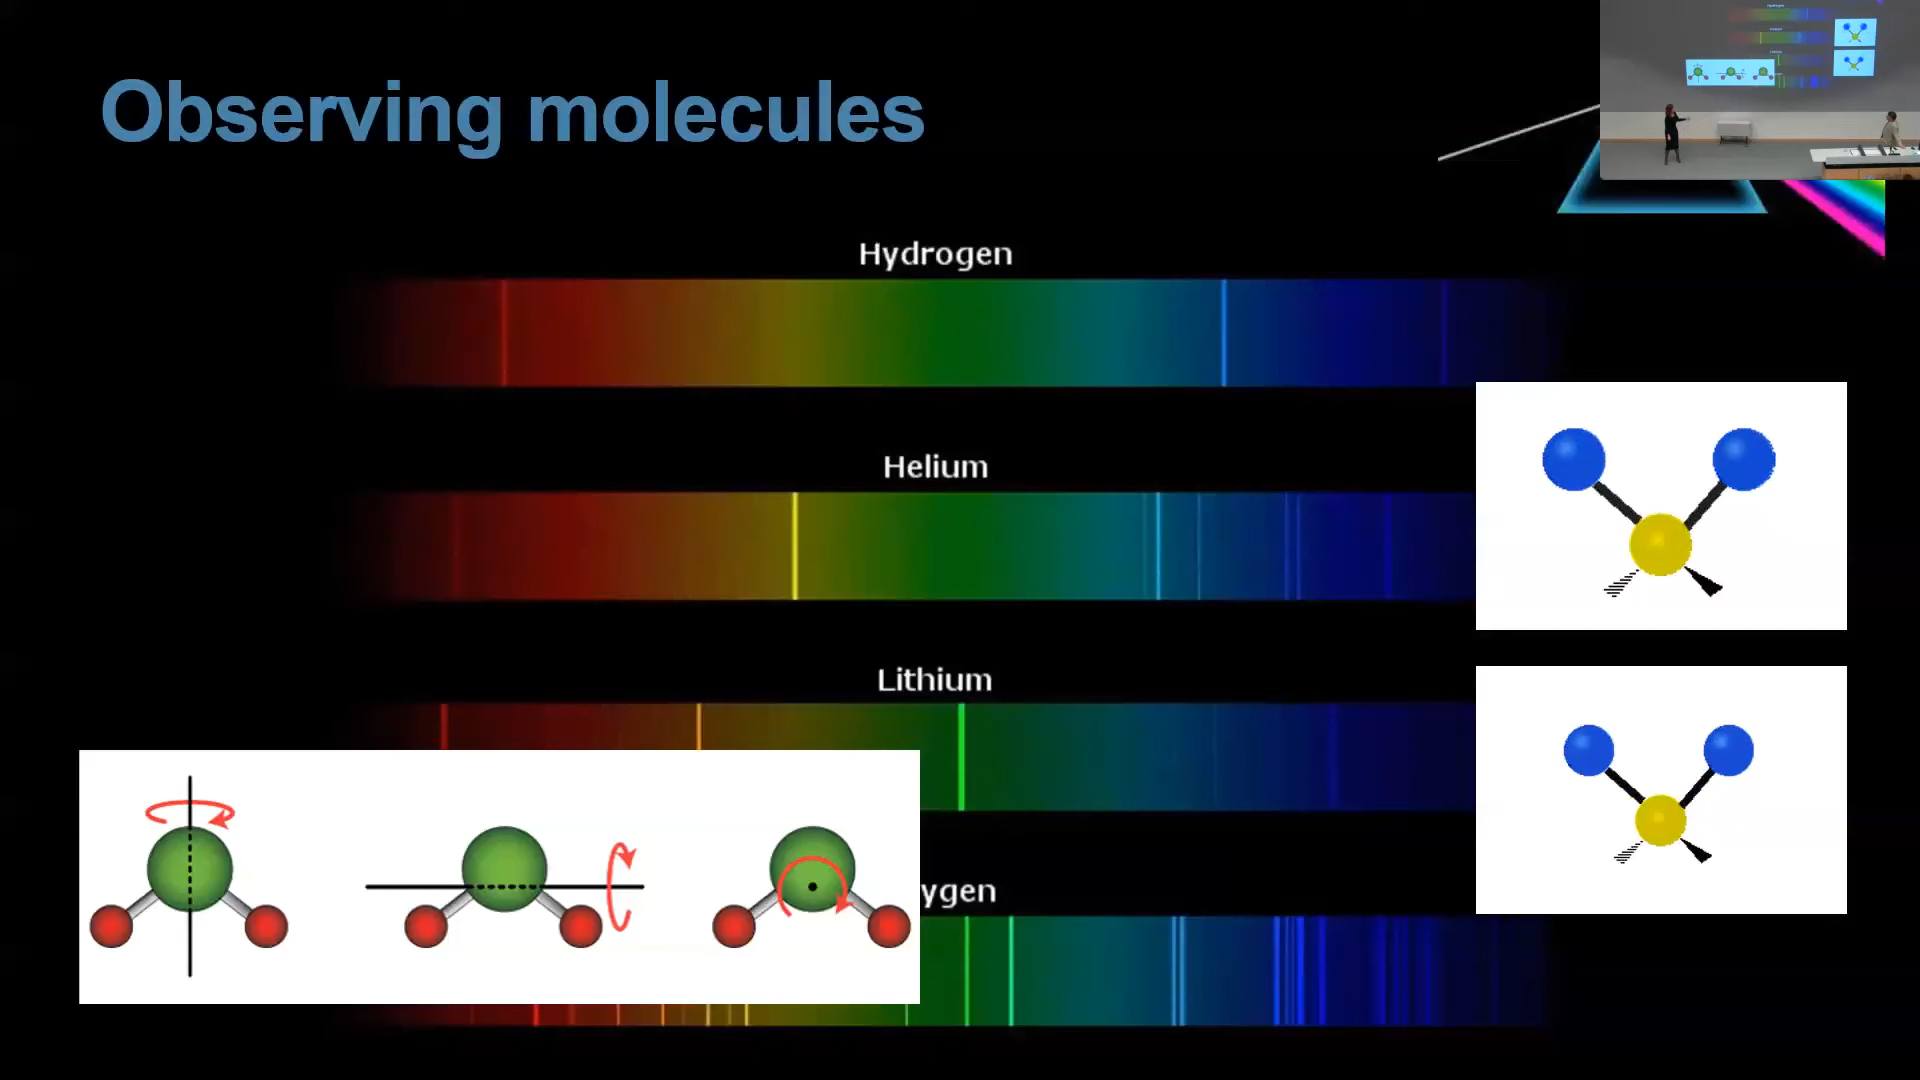 Observing molecules
Hydrogen
Helium
Lithium
ygen